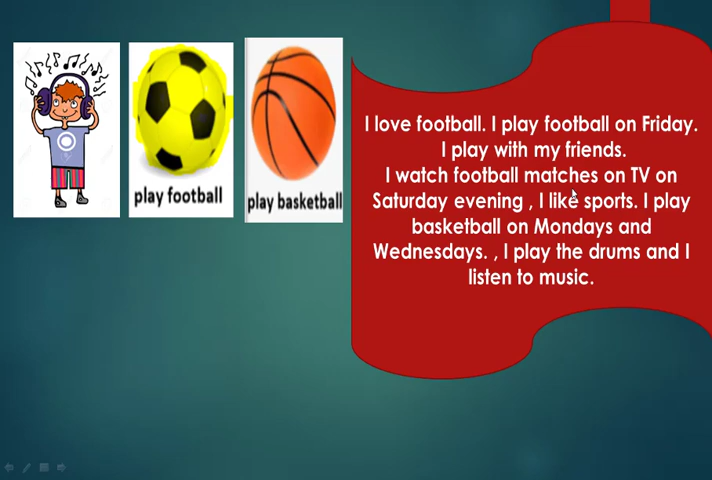 play football
play basketball
I love football. I play football on Friday.
I play with my friends.
I watch football matches on TV on
Saturday evening , I like sports. I play
basketball on Mondays and
Wednesdays. , I play the drums and I
listen to music.